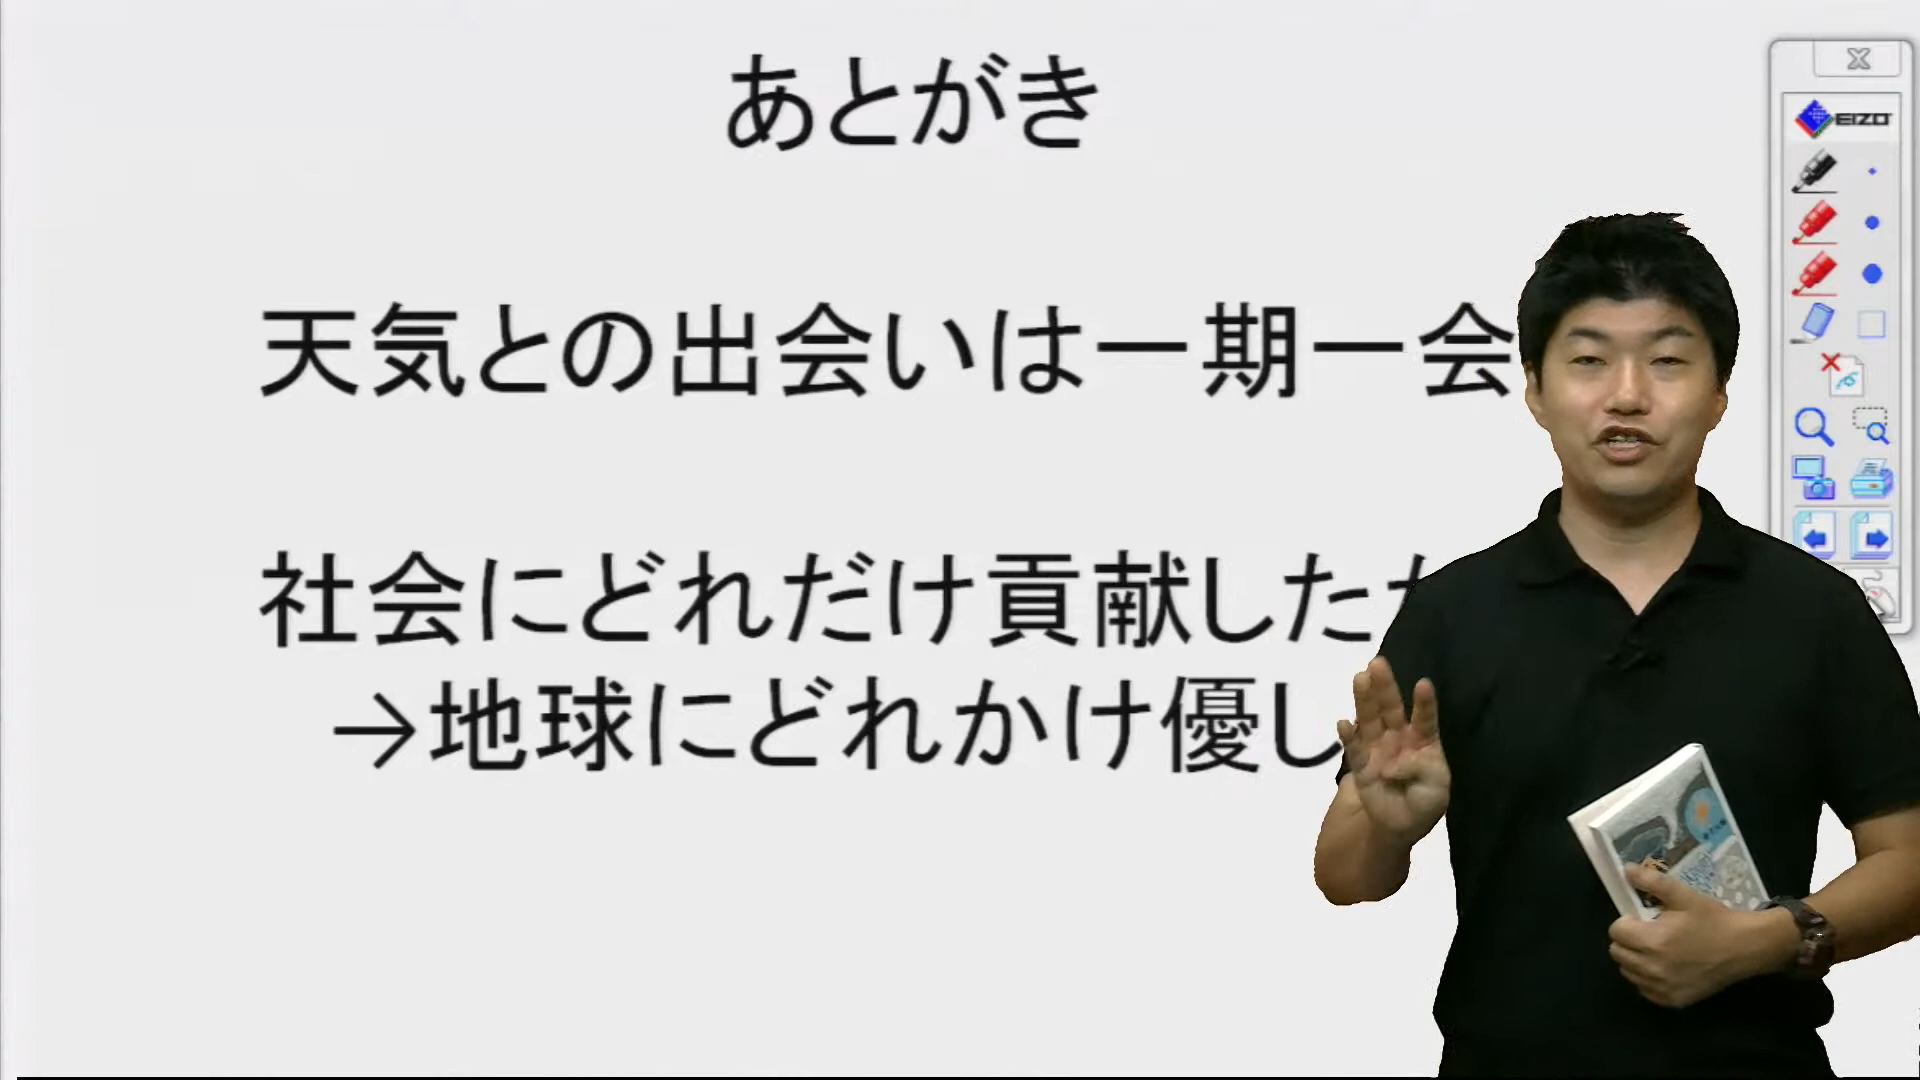 あとがき
天気との出会いは一期一会
社会にどれだけ貢献した
→地球にどれかけ優し
EIZO